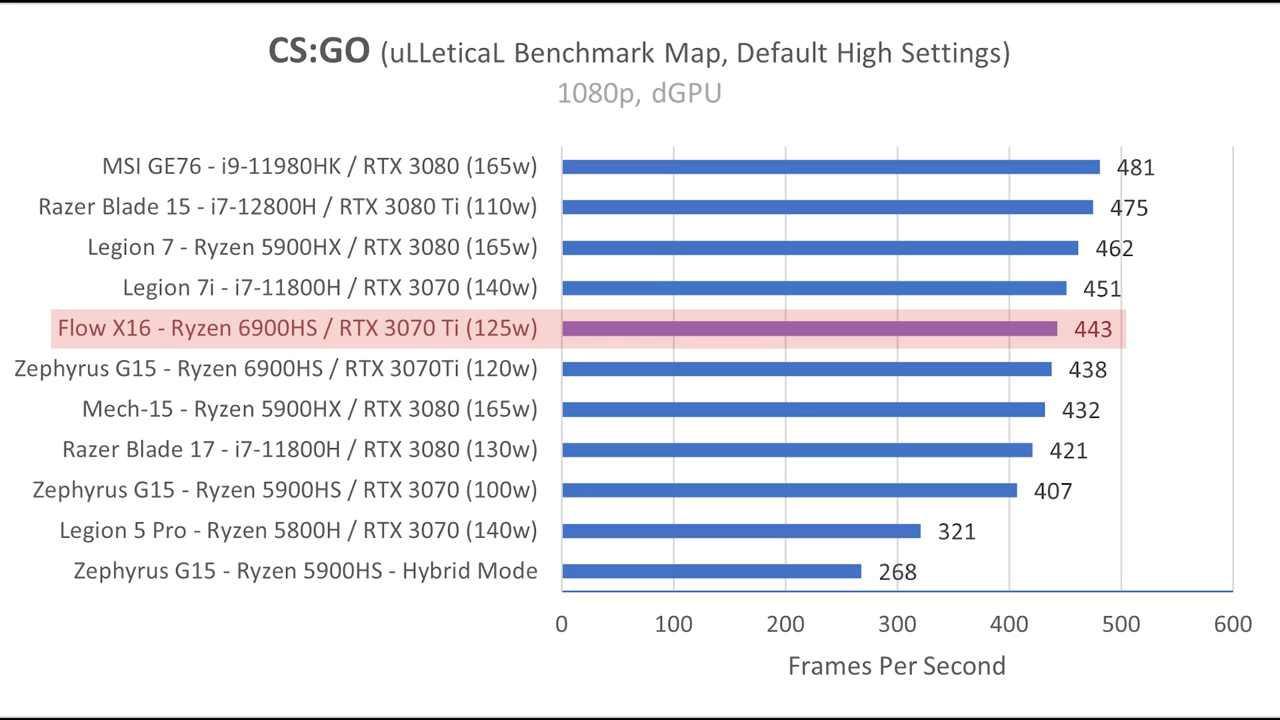 CS:GO (uLLeticaL Benchmark Map, Default High Settings)
1080p, dGPU
MSI GE76 - i9-11980HK / RTX 3080 (165w) 481
Razer Blade 15 - i7-12800H / RTX 3080 Ti (110w) 475
Legion 7 - Ryzen 5900HX / RTX 3080 (165w) 462
Legion 7i - i7-11800H / RTX 3070 (140w) 451
Flow X16 - Ryzen 6900HS / RTX 3070 Ti (125w) 443
Zephyrus G15 - Ryzen 6900HS / RTX 3070Ti (120w) 438
Mech-15 - Ryzen 5900HX / RTX 3080 (165w) 432
Razer Blade 17 - i7-11800H / RTX 3080 (130w) 421
Zephyrus G15 - Ryzen 5900HS / RTX 3070 (100w) 407
Legion 5 Pro - Ryzen 5800H / RTX 3070 (140w) 321
Zephyrus G15 - Ryzen 5900HS - Hybrid Mode 268
0 100 200 300 400 500 600
Frames Per Second